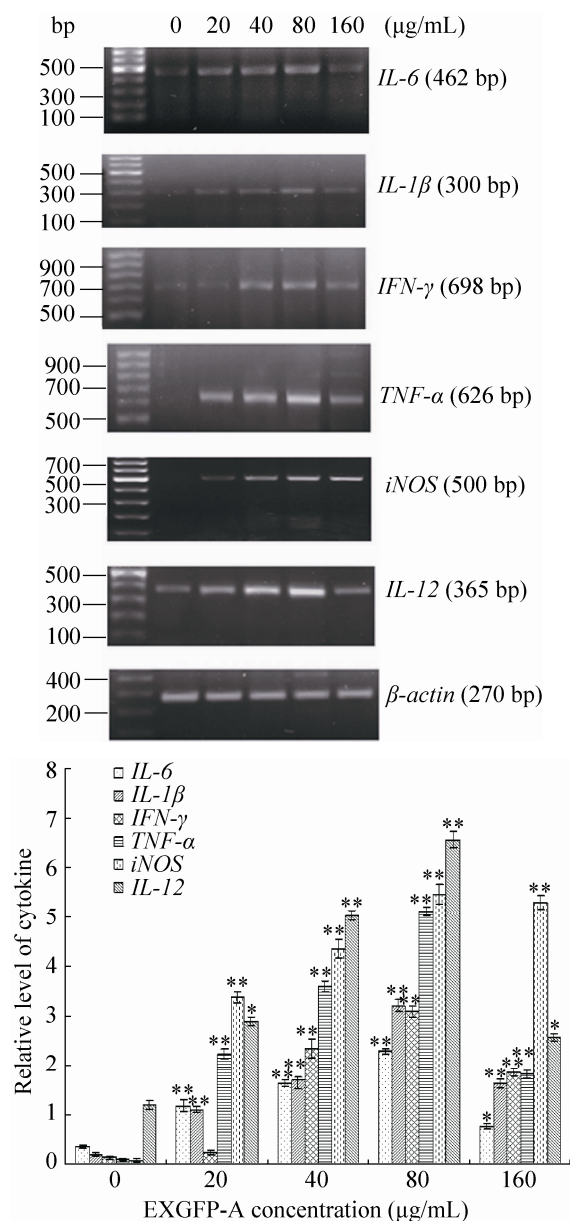 bp 0 20 40 80 160 (μg/mL)
500
300
100
IL-6 (462 bp)
500
300
100
IL-1β (300 bp)
900
700
500
IFN-γ (698 bp)
900
700
500
TNF-α (626 bp)
700
500
300
iNOS (500 bp)
500
300
100
IL-12 (365 bp)
400
200
β-actin (270 bp)
8
7
6
5
4
3
2
1
0
Relative level of cytokine
IL-6
IL-1β
IFN-γ
TNF-α
iNOS
IL-12
** ** ** ** *
** ** ** ** ** **
** ** ** ** ** **
* ** ** ** ** *
0 20 40 80 160
EXGFP-A concentration (μg/mL)